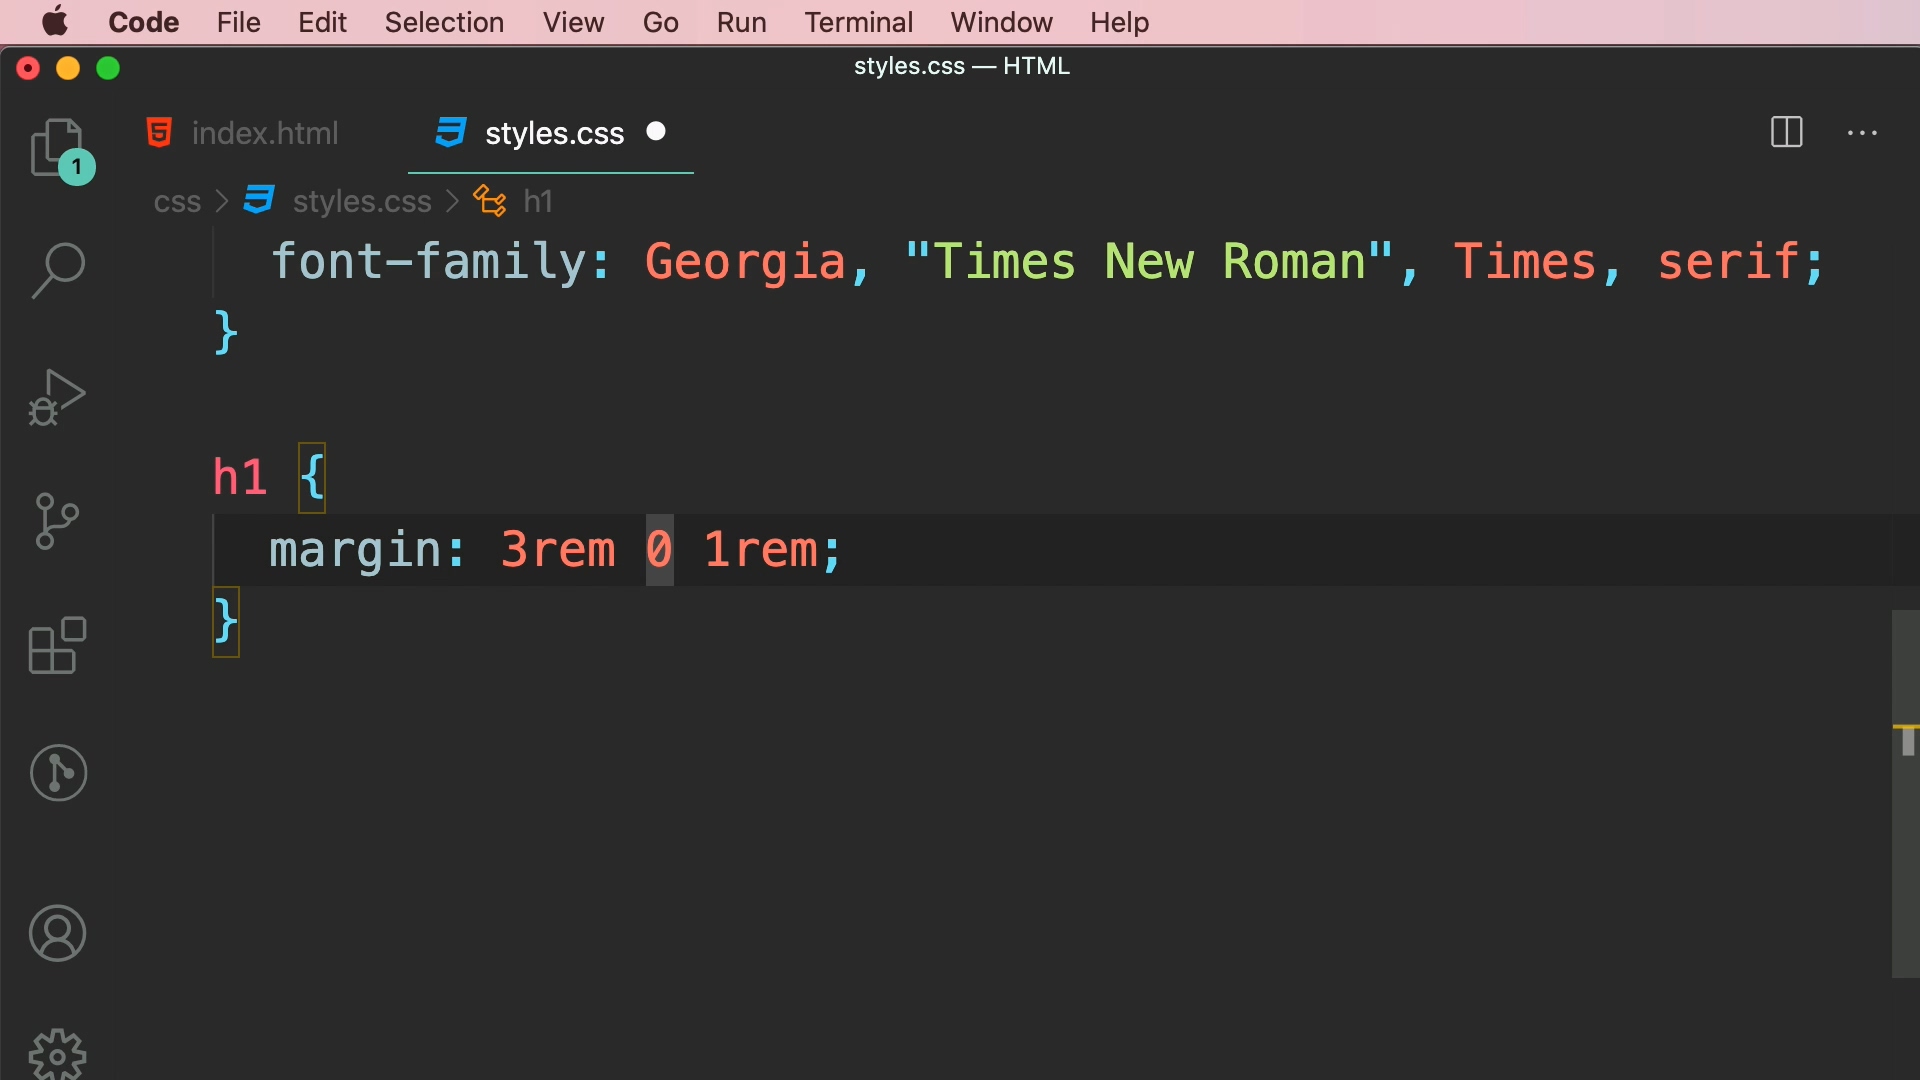 Code File Edit Selection View Go Run Terminal Window Help
styles.css — HTML
index.html styles.css
1
css > styles.css > h1
font-family: Georgia, "Times New Roman", Times, serif;
}
h1 {
margin: 3rem 0 1rem;
}